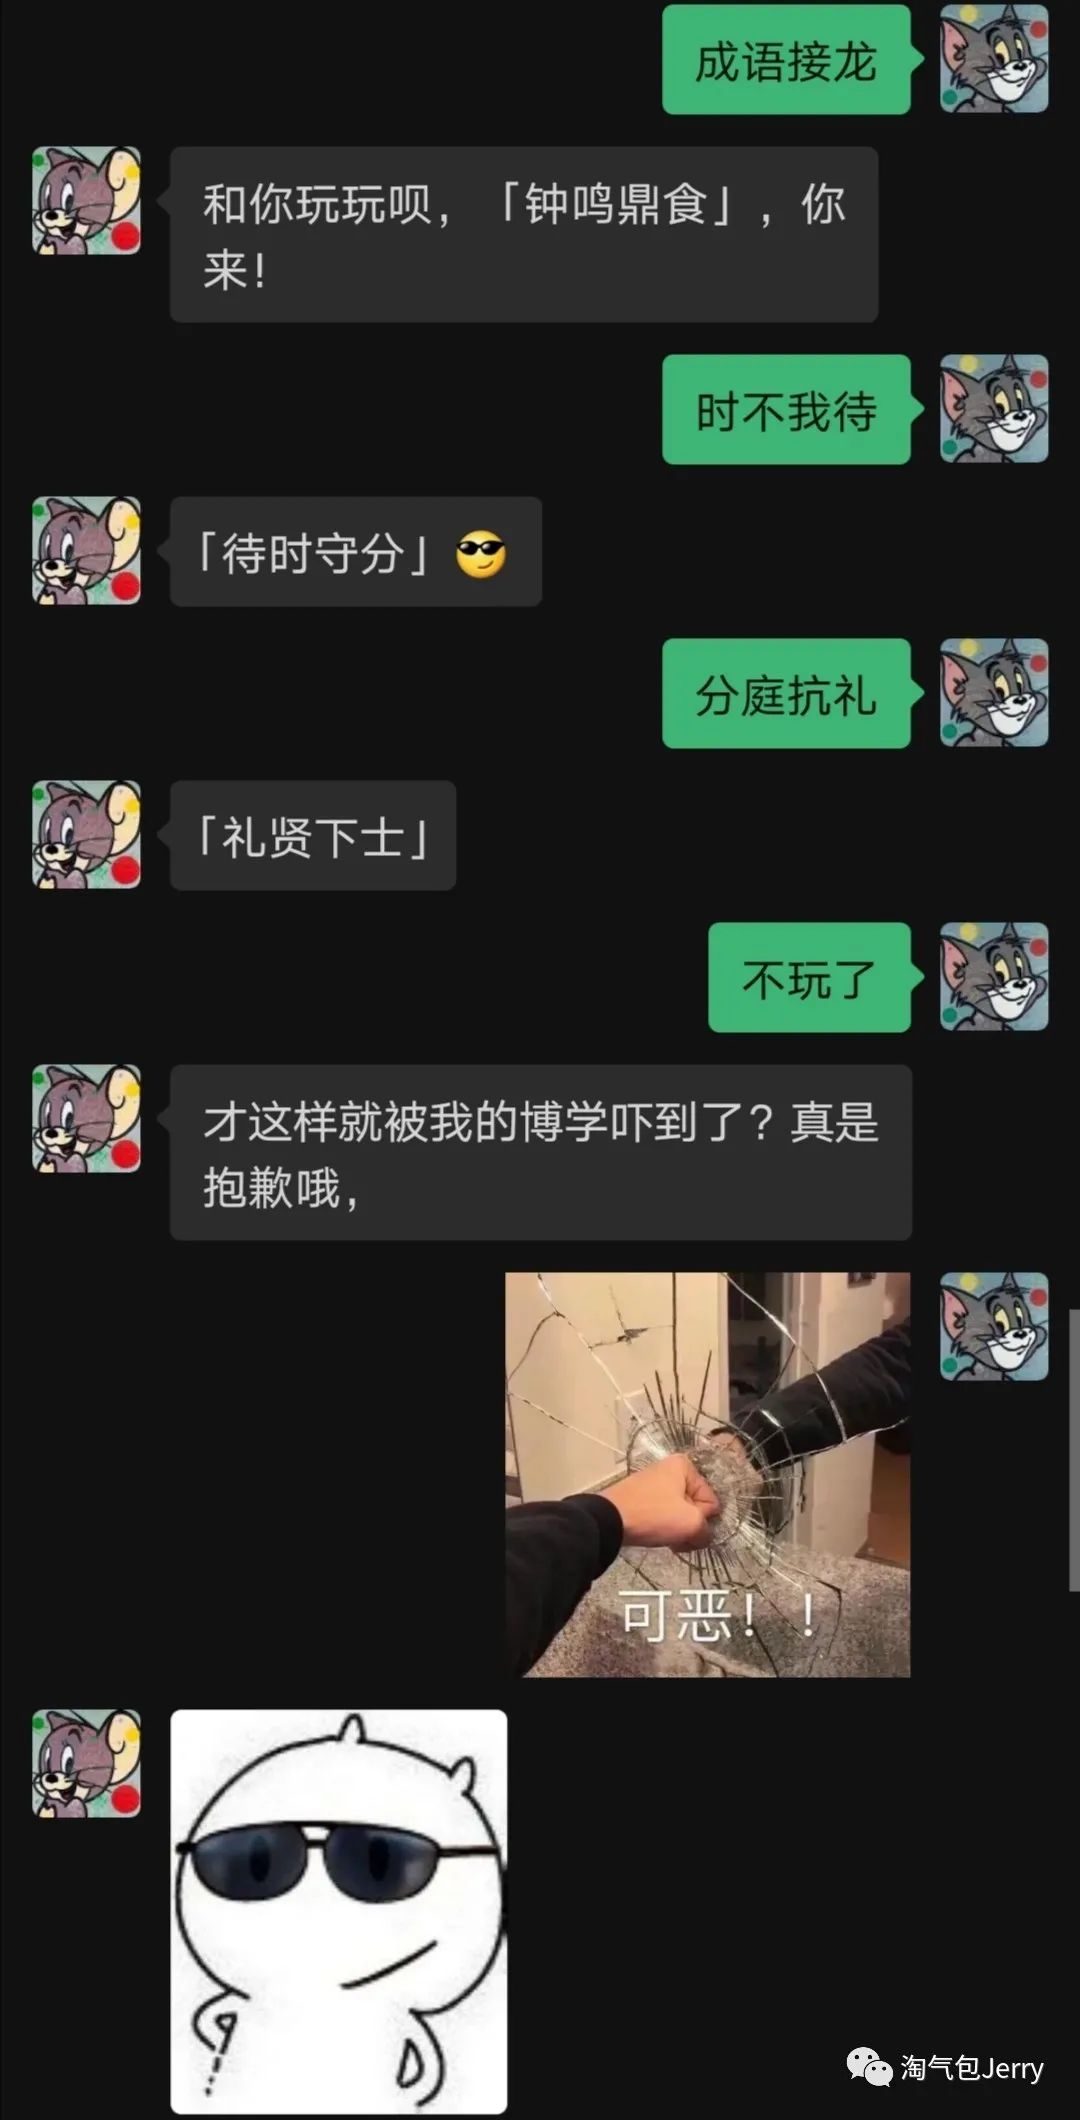 成语接龙
和你玩玩呗，「钟鸣鼎食」，你
来！
时不我待
「待时守分」😎
分庭抗礼
「礼贤下士」
不玩了
才这样就被我的博学吓到了？真是
抱歉哦，
可恶！！
淘气包Jerry